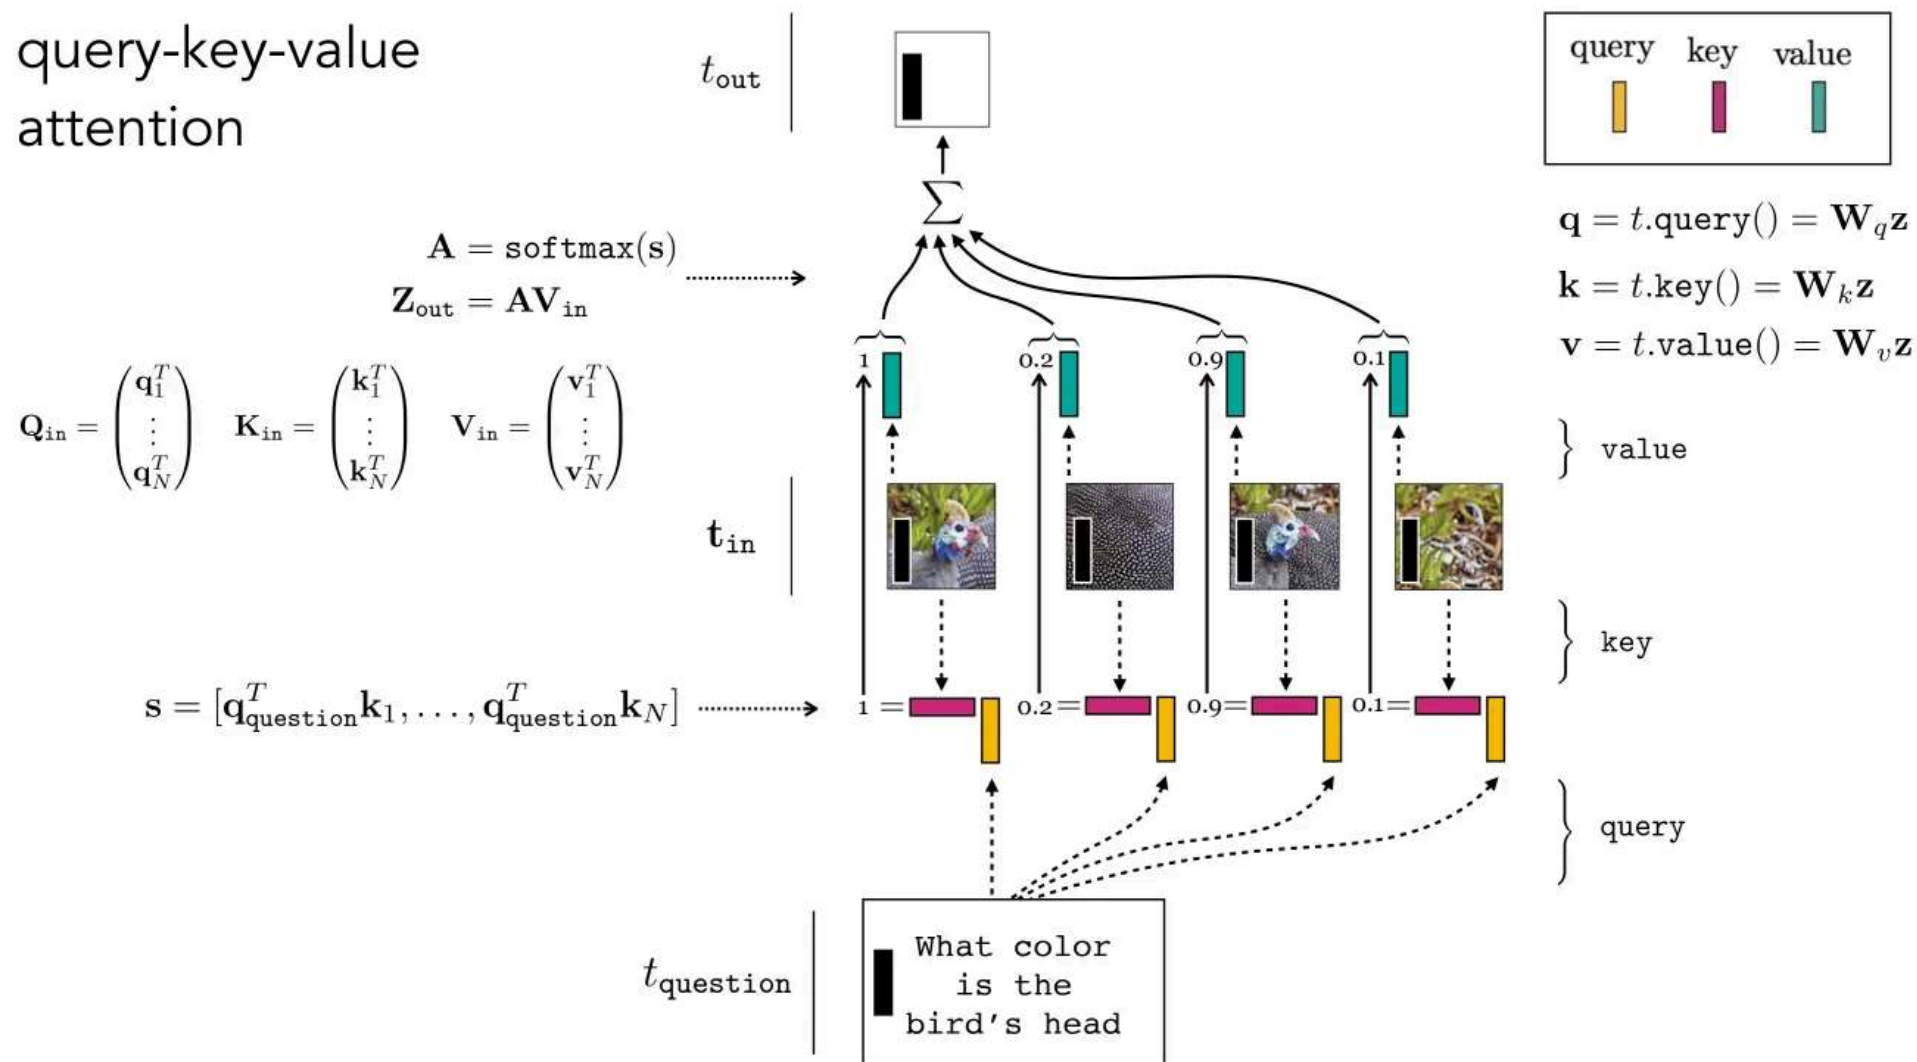 query-key-value
attention
t_out
query key value
∑
q = t.query() = W_q z
k = t.key() = W_k z
v = t.value() = W_v z
A = softmax(s)
Z_out = AV_in
1 0.2 0.9 0.1
Q_in = (q_1^T ⋮ q_N^T) K_in = (k_1^T ⋮ k_N^T) V_in = (v_1^T ⋮ v_N^T)
} value
t_in
} key
s = [q_question^T k_1, ..., q_question^T k_N]
1 = 0.2= 0.9= 0.1=
} query
t_question
What color
is the
bird's head